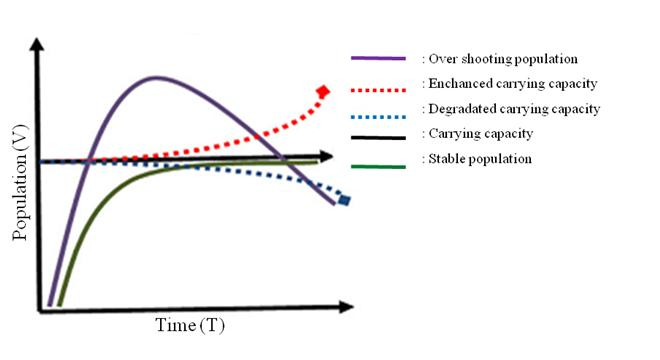 : Over shooting population
: Enchanced carrying capacity
: Degradated carrying capacity
: Carrying capacity
: Stable population
Population (V)
Time (T)